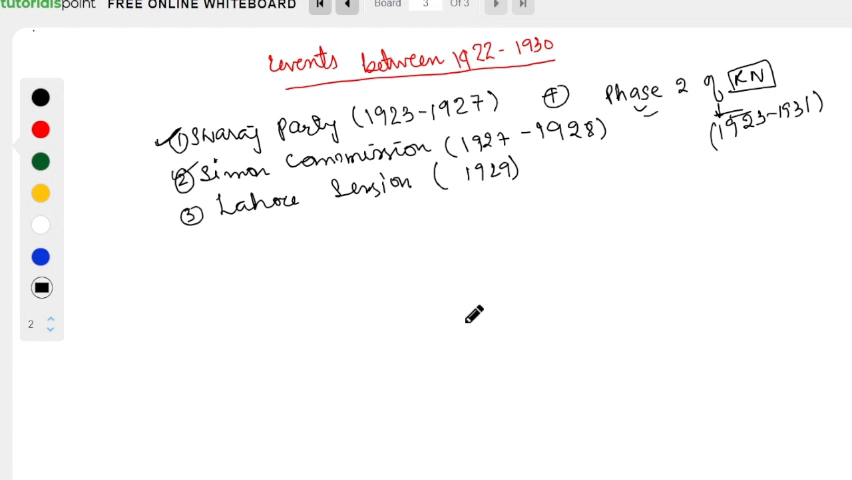 tutorialspoint FREE ONLINE WHITEBOARD Board 3 Of 3
events between 1922-1930
① Swaraj Party (1923-1927) + Phase 2 of KN
(1923-1931)
② Simon Commission (1927-1928)
③ Lahore Session (1929)
2